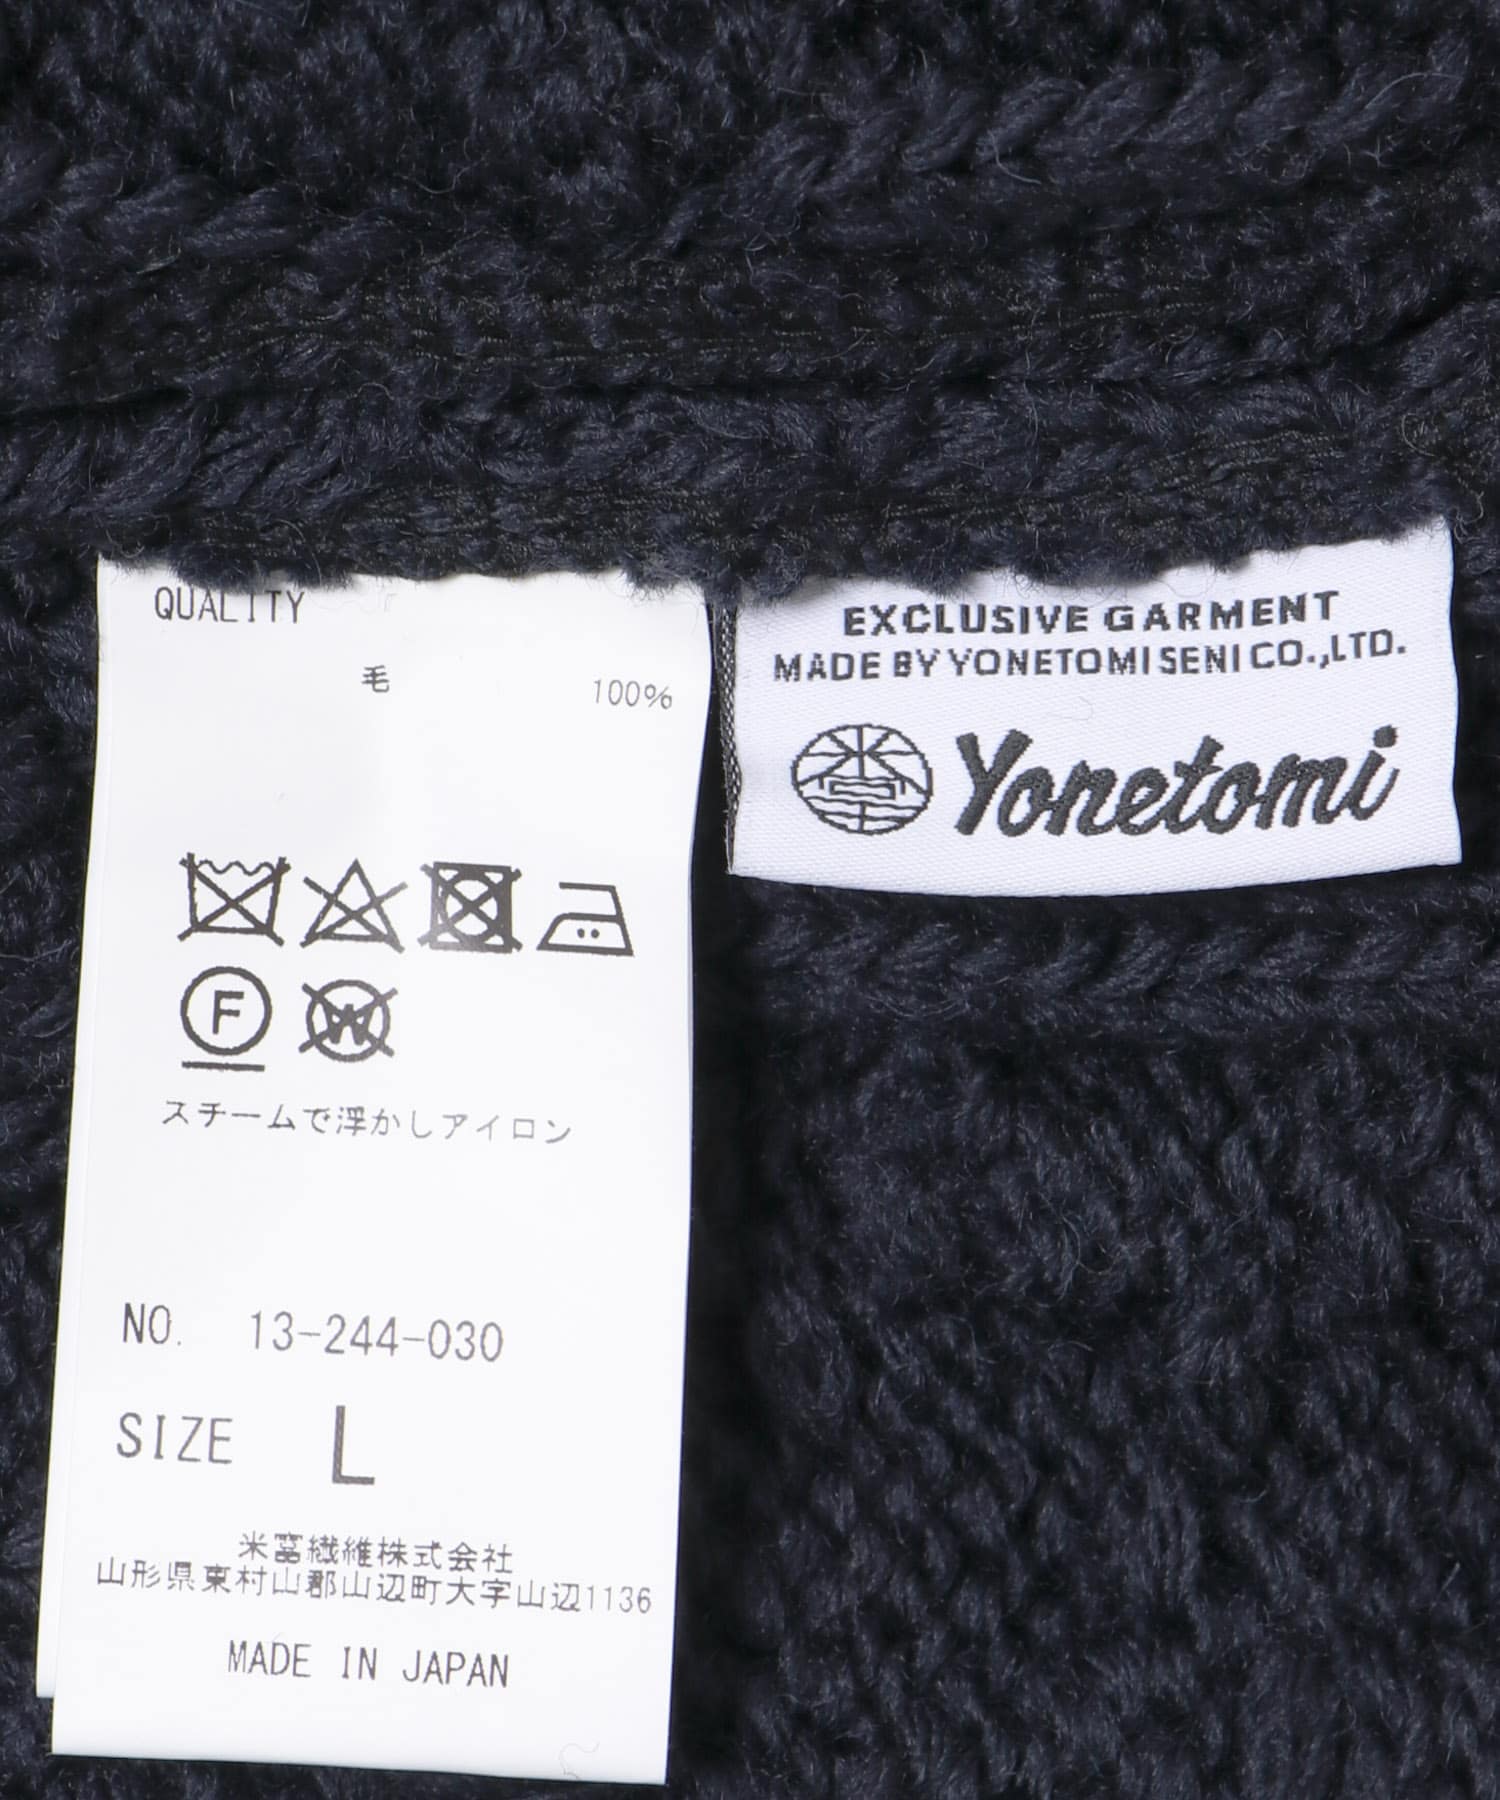 QUALITY
毛 100%
F
W
スチームで浮かしアイロン
NO. 13-244-030
SIZE L
米富繊維株式会社
山形県東村山郡山辺町大字山辺1136
MADE IN JAPAN
EXCLUSIVE GARMENT
MADE BY YONETOMI SENI CO.,LTD.
Yonetomi